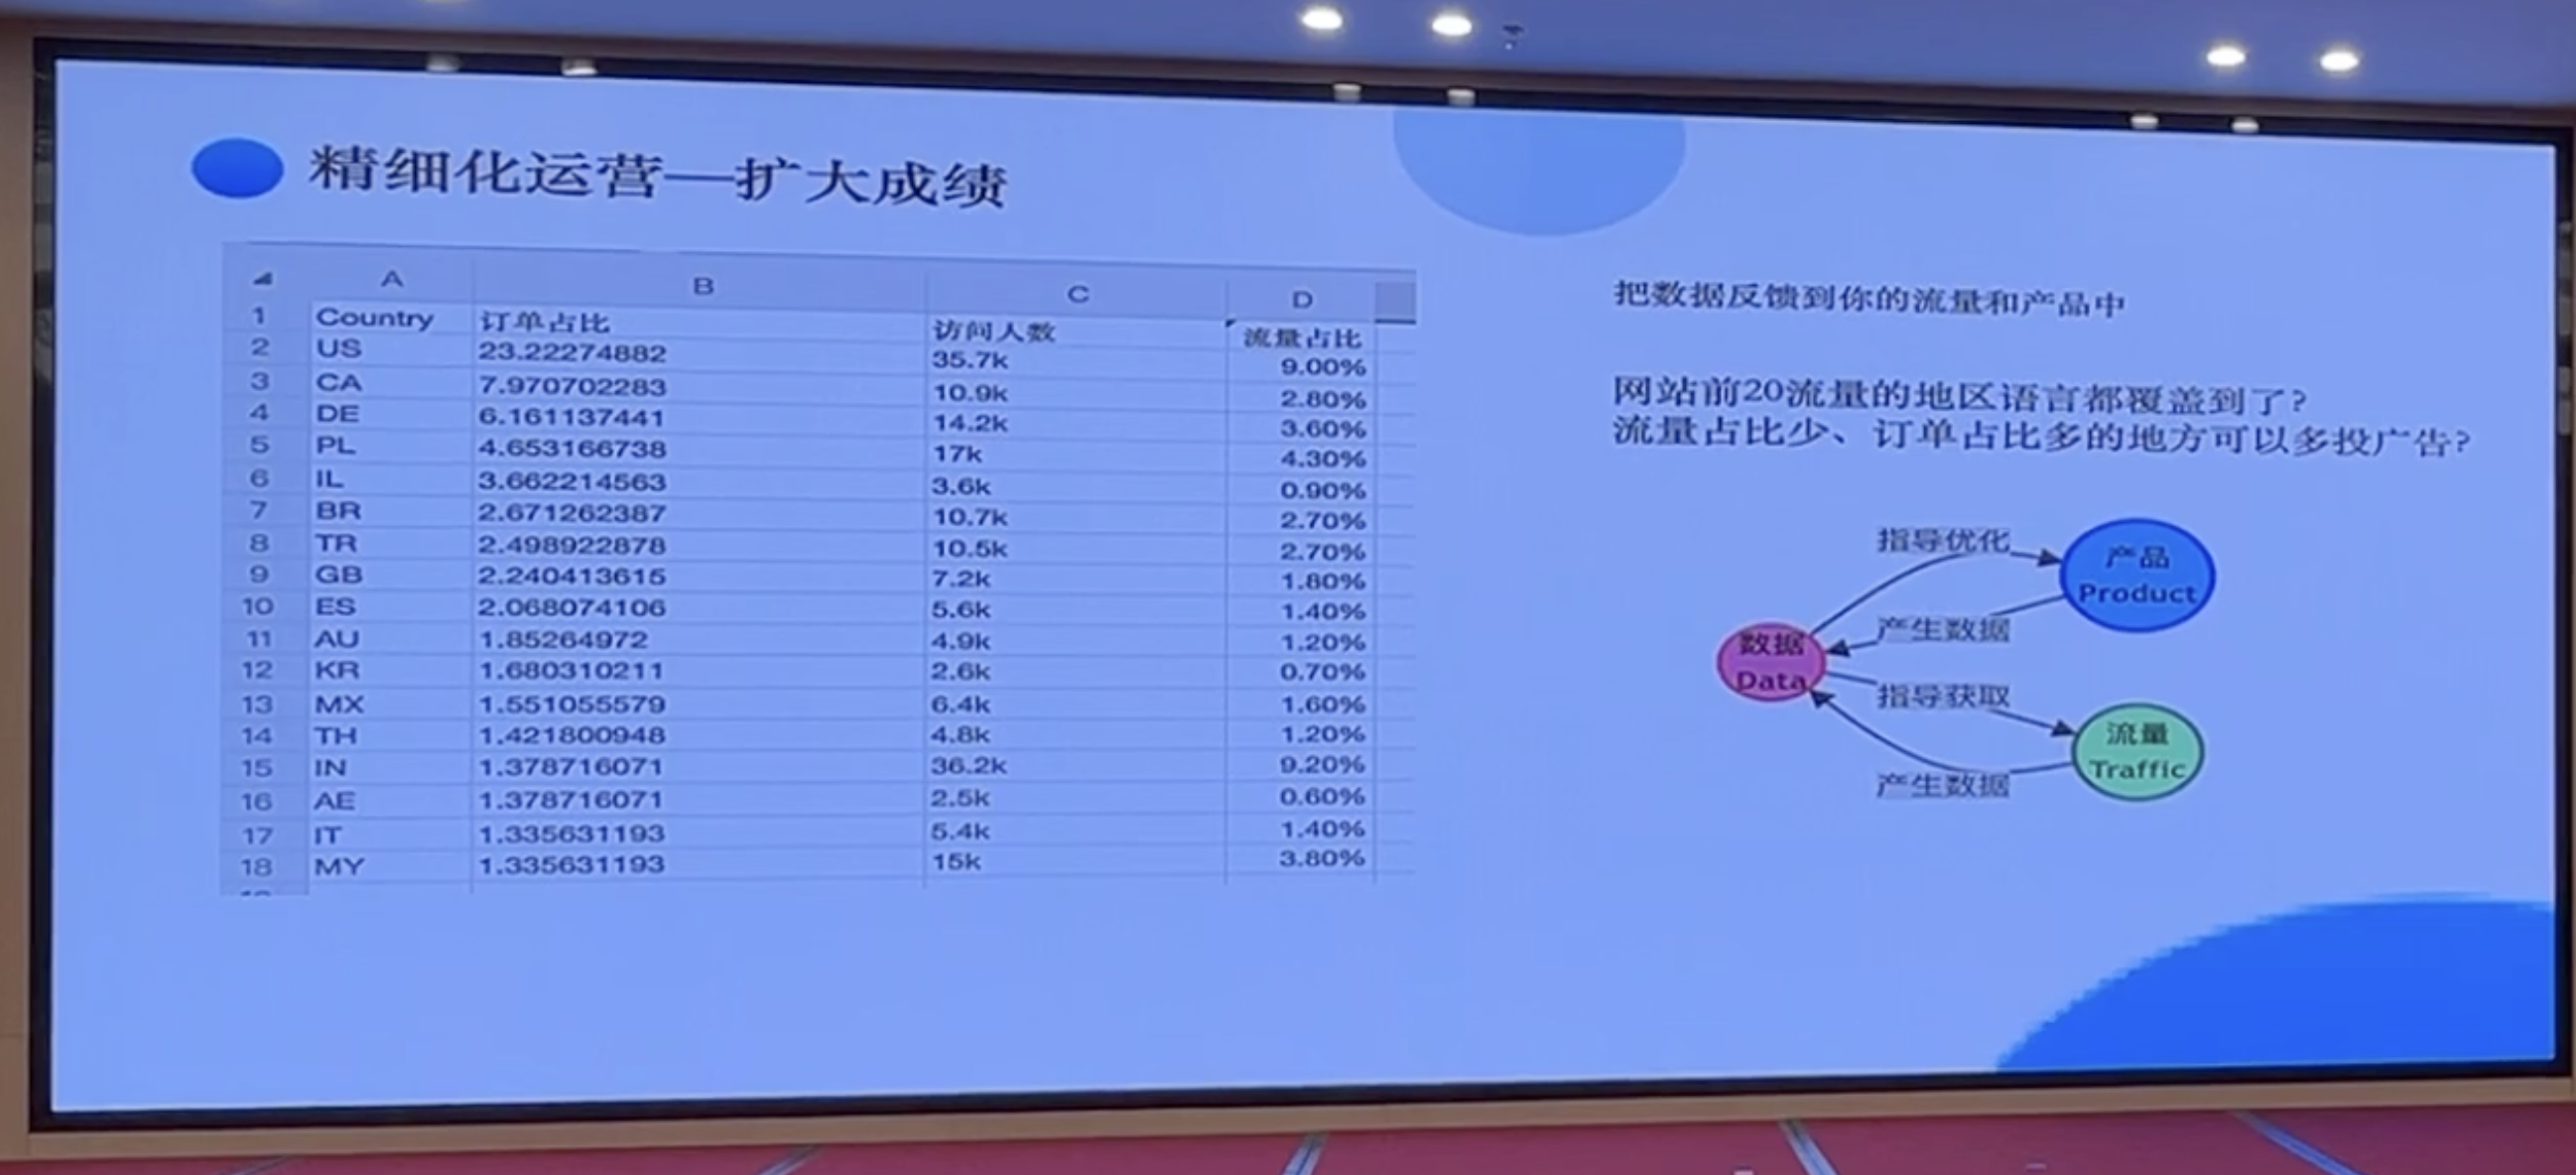 精细化运营—扩大成绩
A B C D
1 Country 订单占比 访问人数 流量占比
2 US 23.22274882 35.7k 9.00%
3 CA 7.970702283 10.9k 2.80%
4 DE 6.161137441 14.2k 3.60%
5 PL 4.653166738 17k 4.30%
6 IL 3.662214563 3.6k 0.90%
7 BR 2.671262387 10.7k 2.70%
8 TR 2.498922878 10.5k 2.70%
9 GB 2.240413615 7.2k 1.80%
10 ES 2.068074106 5.6k 1.40%
11 AU 1.85264972 4.9k 1.20%
12 KR 1.680310211 2.6k 0.70%
13 MX 1.551055579 6.4k 1.60%
14 TH 1.421800948 4.8k 1.20%
15 IN 1.378716071 36.2k 9.20%
16 AE 1.378716071 2.5k 0.60%
17 IT 1.335631193 5.4k 1.40%
18 MY 1.335631193 15k 3.80%
把数据反馈到你的流量和产品中
网站前20流量的地区语言都覆盖到了?
流量占比少、订单占比多的地方可以多投广告?
指导优化
产品
Product
产生数据
数据
Data
指导获取
流量
Traffic
产生数据